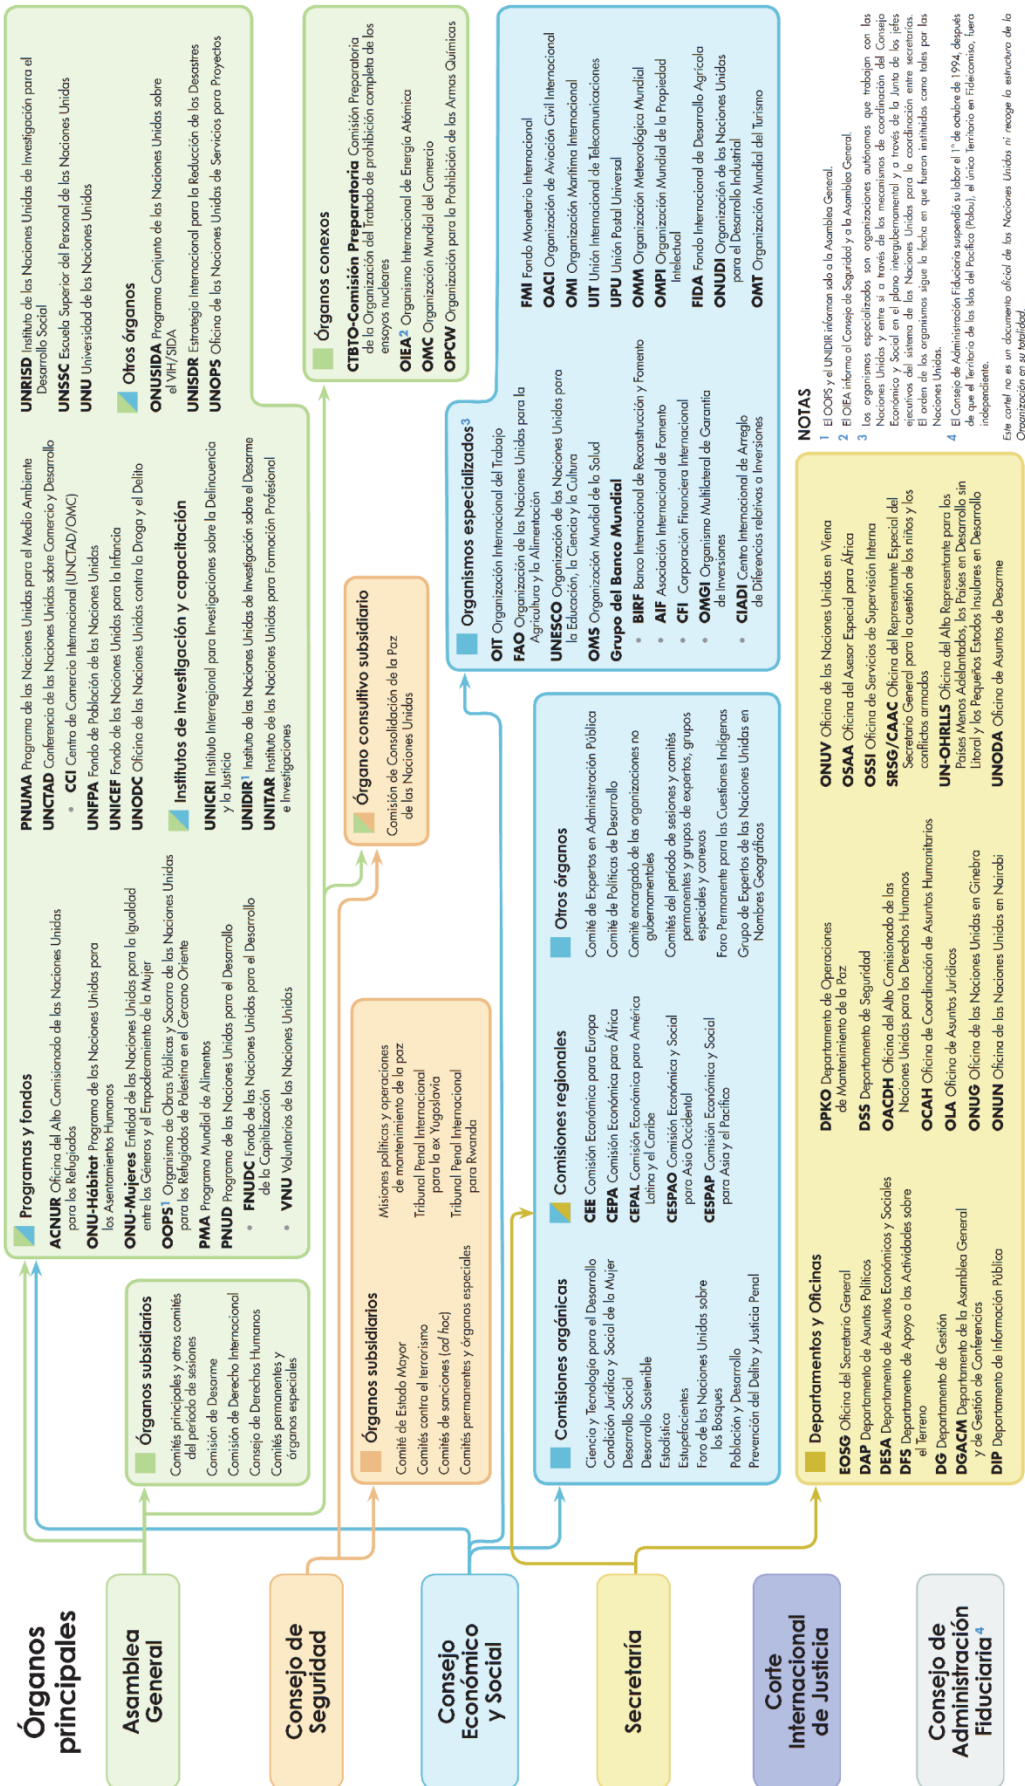 Órganos
principales
Asamblea
General
Consejo de
Seguridad
Consejo
Económico
y Social
Secretaría
Corte
Internacional
de Justicia
Consejo de
Administración
Fiduciaria 4
Órganos subsidiarios
Comités principales y otros comités
del período de sesiones
Comisión de Desarme
Comisión de Derecho Internacional
Consejo de Derechos Humanos
Comités permanentes y
órganos especiales
Programas y fondos
ACNUR Oficina del Alto Comisionado de las Naciones Unidas
para los Refugiados
ONU-Hábitat Programa de las Naciones Unidas para
los Asentamientos Humanos
ONU-Mujeres Entidad de las Naciones Unidas para la Igualdad
entre los Géneros y el Empoderamiento de la Mujer
OOPS1 Organismo de Obras Públicas y Socorro de las Naciones Unidas
para los Refugiados de Palestina en el Cercano Oriente
PMA Programa Mundial de Alimentos
PNUD Programa de las Naciones Unidas para el Desarrollo
• FNUDC Fondo de las Naciones Unidas para el Desarrollo
de la Capitalización
• VNU Voluntarios de las Naciones Unidas
PNUMA Programa de las Naciones Unidas para el Medio Ambiente
UNCTAD Conferencia de las Naciones Unidas sobre Comercio y Desarrollo
• CCI Centro de Comercio Internacional (UNCTAD/OMC)
UNFPA Fondo de Población de las Naciones Unidas
UNICEF Fondo de las Naciones Unidas para la Infancia
UNODC Oficina de las Naciones Unidas contra la Droga y el Delito
Institutos de investigación y capacitación
UNICRI Instituto Interregional para Investigaciones sobre la Delincuencia
y la Justicia
UNIDIR1 Instituto de las Naciones Unidas de Investigación sobre el Desarme
UNITAR Instituto de las Naciones Unidas para Formación Profesional
e Investigaciones
UNRISD Instituto de las Naciones Unidas de Investigación para el
Desarrollo Social
UNSSC Escuela Superior del Personal de las Naciones Unidas
UNU Universidad de las Naciones Unidas
Otros órganos
ONUSIDA Programa Conjunto de las Naciones Unidas sobre
el VIH/SIDA
UNISDR Estrategia Internacional para la Reducción de los Desastres
UNOPS Oficina de las Naciones Unidas de Servicios para Proyectos
Órganos subsidiarios
Comité de Estado Mayor
Comités contra el terrorismo
Comités de sanciones (ad hoc)
Comités permanentes y órganos especiales
Misiones políticas y operaciones
de mantenimiento de la paz
Tribunal Penal Internacional
para la ex Yugoslavia
Tribunal Penal Internacional
para Rwanda
Órgano consultivo subsidiario
Comisión de Consolidación de la Paz
de las Naciones Unidas
Órganos conexos
CTBTO-Comisión Preparatoria Comisión Preparatoria
de la Organización del Tratado de prohibición completa de los
ensayos nucleares
OIEA2 Organismo Internacional de Energía Atómica
OMC Organización Mundial del Comercio
OPCW Organización para la Prohibición de las Armas Químicas
Comisiones orgánicas
Ciencia y Tecnología para el Desarrollo
Condición Jurídica y Social de la Mujer
Desarrollo Social
Desarrollo Sostenible
Estadística
Estupefacientes
Foro de las Naciones Unidas sobre
los Bosques
Población y Desarrollo
Prevención del Delito y Justicia Penal
Comisiones regionales
CEE Comisión Económica para Europa
CEPA Comisión Económica para África
CEPAL Comisión Económica para América
Latina y el Caribe
CESPAO Comisión Económica y Social
para Asia Occidental
CESPAP Comisión Económica y Social
para Asia y el Pacífico
Otros órganos
Comité de Expertos en Administración Pública
Comité de Políticas de Desarrollo
Comité encargado de las organizaciones no
gubernamentales
Comités del período de sesiones y comités
permanentes y grupos de expertos, grupos
especiales y conexos
Foro Permanente para las Cuestiones Indígenas
Grupo de Expertos de las Naciones Unidas en
Nombres Geográficos
Organismos especializados3
OIT Organización Internacional del Trabajo
FAO Organización de las Naciones Unidas para la
Agricultura y la Alimentación
UNESCO Organización de las Naciones Unidas para
la Educación, la Ciencia y la Cultura
OMS Organización Mundial de la Salud
Grupo del Banco Mundial
• BIRF Banco Internacional de Reconstrucción y Fomento
• AIF Asociación Internacional de Fomento
• CFI Corporación Financiera Internacional
• OMGI Organismo Multilateral de Garantía
de Inversiones
• CIADI Centro Internacional de Arreglo
de Diferencias relativas a Inversiones
FMI Fondo Monetario Internacional
OACI Organización de Aviación Civil Internacional
OMI Organización Marítima Internacional
UIT Unión Internacional de Telecomunicaciones
UPU Unión Postal Universal
OMM Organización Meteorológica Mundial
OMPI Organización Mundial de la Propiedad
Intelectual
FIDA Fondo Internacional de Desarrollo Agrícola
ONUDI Organización de las Naciones Unidas
para el Desarrollo Industrial
OMT Organización Mundial del Turismo
Departamentos y Oficinas
EOSG Oficina del Secretario General
DAP Departamento de Asuntos Políticos
DESA Departamento de Asuntos Económicos y Sociales
DFS Departamento de Apoyo a las Actividades sobre
el Terreno
DG Departamento de Gestión
DGACM Departamento de la Asamblea General
y de Gestión de Conferencias
DIP Departamento de Información Pública
DPKO Departamento de Operaciones
de Mantenimiento de la Paz
DSS Departamento de Seguridad
OACDH Oficina del Alto Comisionado de las
Naciones Unidas para los Derechos Humanos
OCAH Oficina de Coordinación de Asuntos Humanitarios
OLA Oficina de Asuntos Jurídicos
ONUG Oficina de las Naciones Unidas en Ginebra
ONUN Oficina de las Naciones Unidas en Nairobi
ONUV Oficina de las Naciones Unidas en Viena
OSAA Oficina del Asesor Especial para África
OSSI Oficina de Servicios de Supervisión Interna
SRSG/CAAC Oficina del Representante Especial del
Secretario General para la cuestión de los niños y los
conflictos armados
UN-OHRLLS Oficina del Alto Representante para los
Países Menos Adelantados, los Países en Desarrollo sin
Litoral y los Pequeños Estados Insulares en Desarrollo
UNODA Oficina de Asuntos de Desarme
NOTAS
1 El OOPS y el UNIDIR informan solo a la Asamblea General.
2 El OIEA informa al Consejo de Seguridad y a la Asamblea General.
3 Los organismos especializados son organizaciones autónomas que trabajan con las
Naciones Unidas y entre sí a través de los mecanismos de coordinación del Consejo
Económico y Social en el plano intergubernamental y a través de la Junta de los jefes
ejecutivos del sistema de las Naciones Unidas para la coordinación entre secretarías.
El orden de los organismos sigue la fecha en que fueron instituidos como tales por las
Naciones Unidas.
4 El Consejo de Administración Fiduciaria suspendió su labor el 1° de octubre de 1994, después
de que el Territorio de las Islas del Pacífico (Palau), el único Territorio en Fideicomiso, fuera
independiente.
Este cartel no es un documento oficial de las Naciones Unidas ni recoge la estructura de la
Organización en su totalidad.